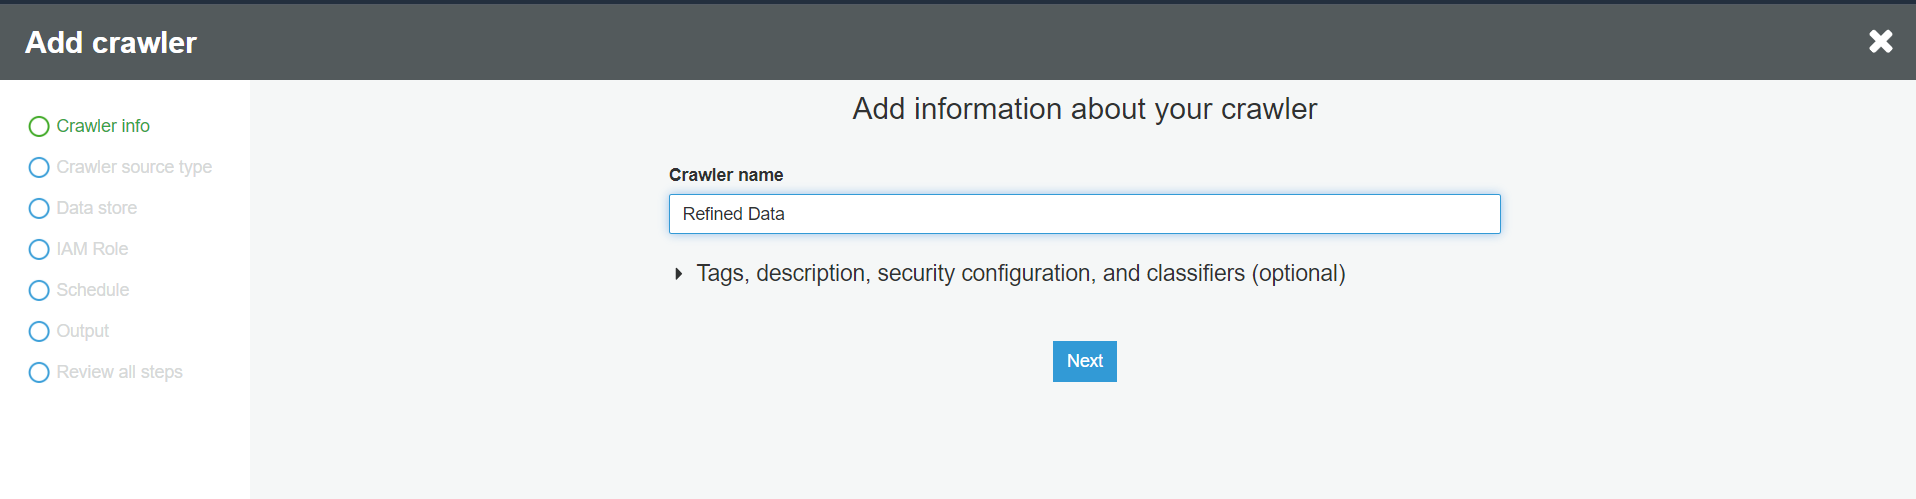 Add crawler
Crawler info
Crawler source type
Data store
IAM Role
Schedule
Output
Review all steps
Add information about your crawler
Crawler name
Refined Data
Tags, description, security configuration, and classifiers (optional)
Next